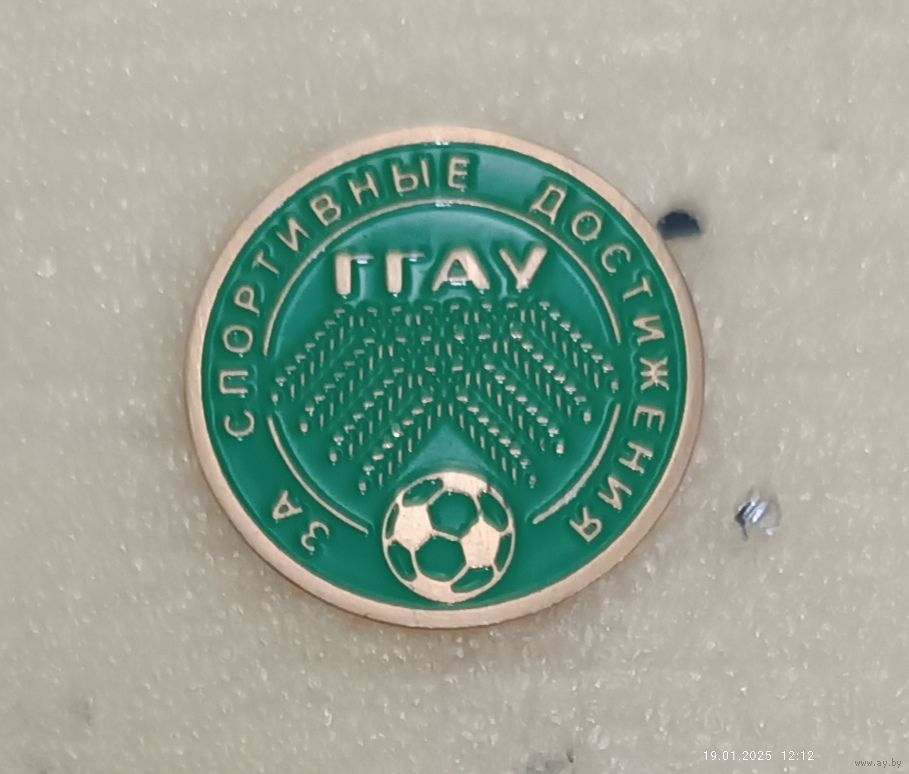 ЗА СПОРТИВНЫЕ ДОСТИЖЕНИЯ
ГГАУ
19.01.2025 12:12
www.ay.by